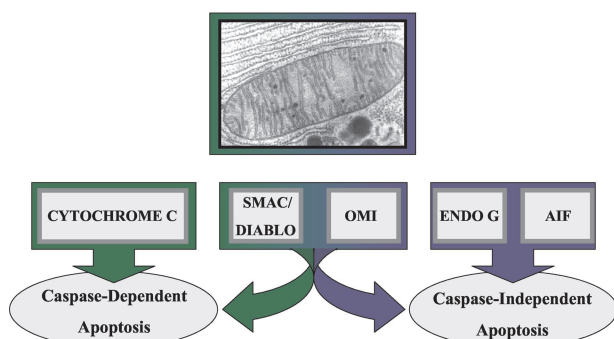 CYTOCHROME C
SMAC/
DIABLO
OMI
ENDO G
AIF
Caspase-Dependent
Apoptosis
Caspase-Independent
Apoptosis